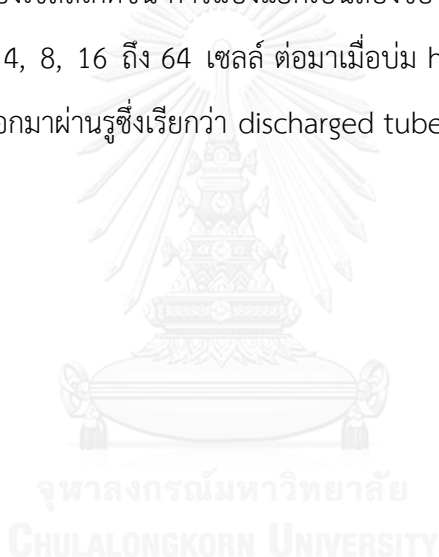 4, 8, 16 ถึง 64 เซลล์ ต่อมาเมื่อบ่ม h
อกมาผ่านรูซึ่งเรียกว่า discharged tube
จุฬาลงกรณ์มหาวิทยาลัย
CHULALONGKORN UNIVERSITY